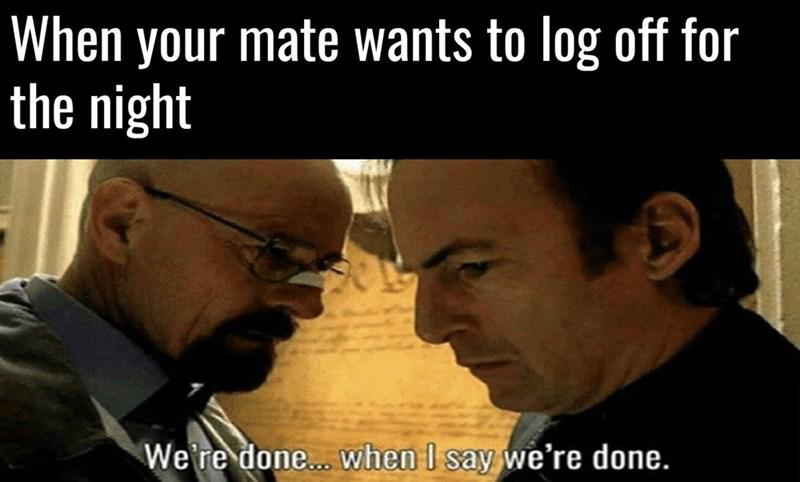 When your mate wants to log off for
the night
We're done... when I say we're done.